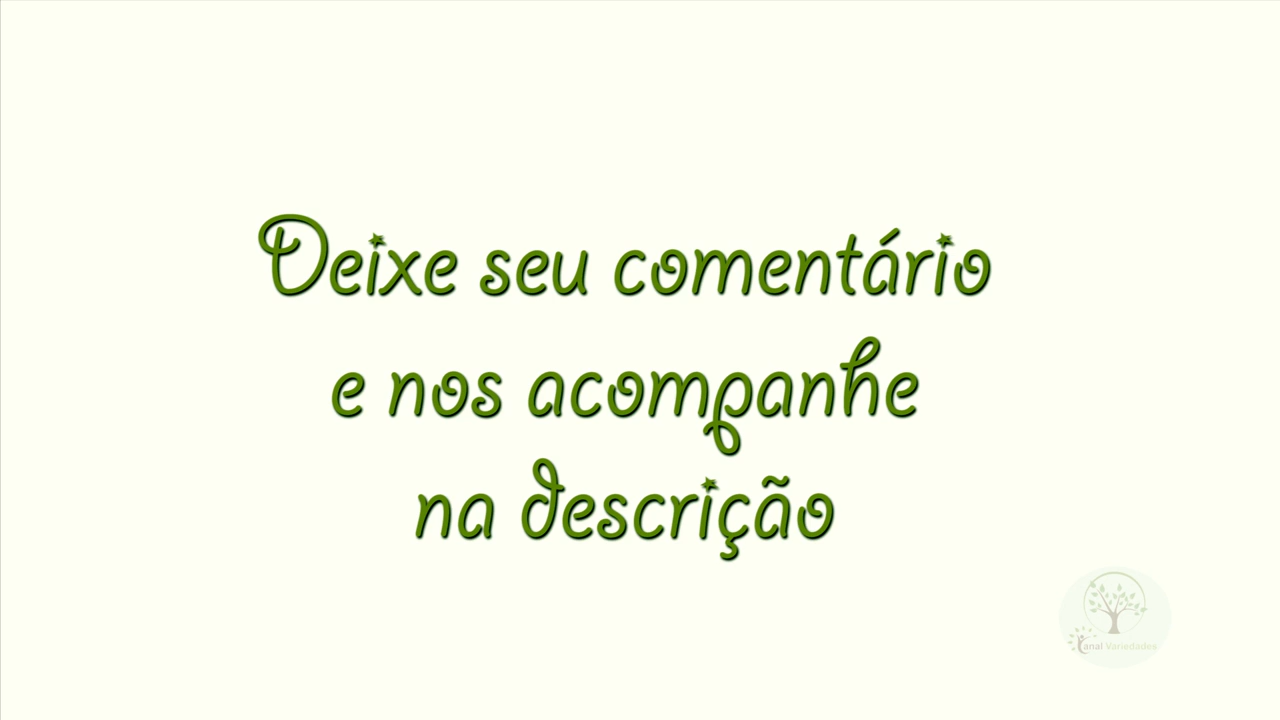 Deixe seu comentário
e nos acompanhe
na descrição
Canal Variedades